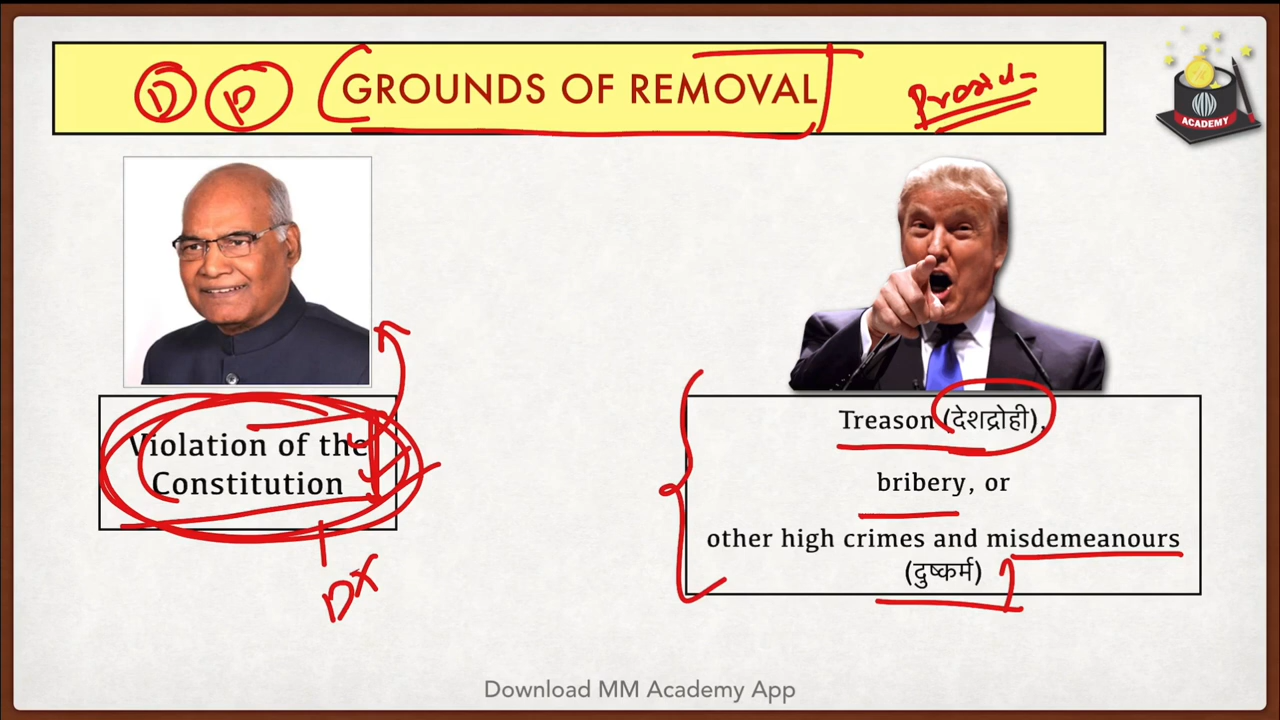 GROUNDS OF REMOVAL
ACADEMY
Violation of the
Constitution
Treason (देशद्रोही),
bribery, or
other high crimes and misdemeanours
(दुष्कर्म)
Download MM Academy App